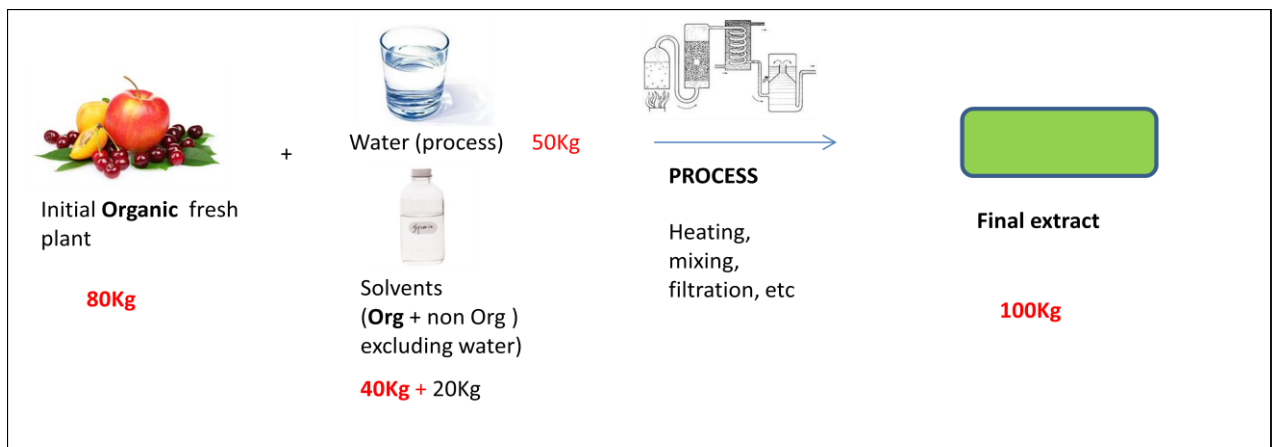 Initial Organic fresh
plant
80Kg
+
Water (process) 50Kg
Solvents
(Org + non Org )
excluding water)
40Kg + 20Kg
PROCESS
Heating,
mixing,
filtration, etc
Final extract
100Kg